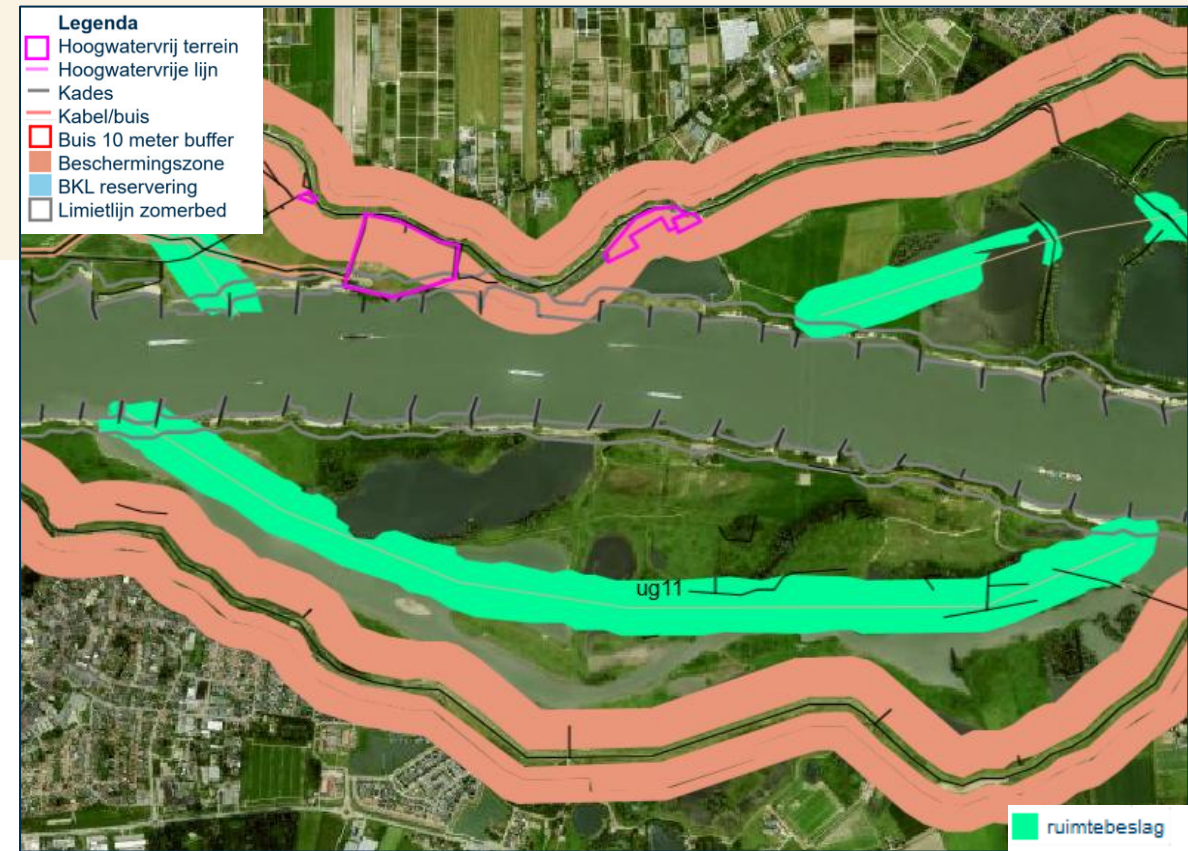 Legenda
Hoogwatervrij terrein
Hoogwatervrije lijn
Kades
Kabel/buis
Buis 10 meter buffer
Beschermingszone
BKL reservering
Limietlijn zomerbed
ug11
ruimtebeslag